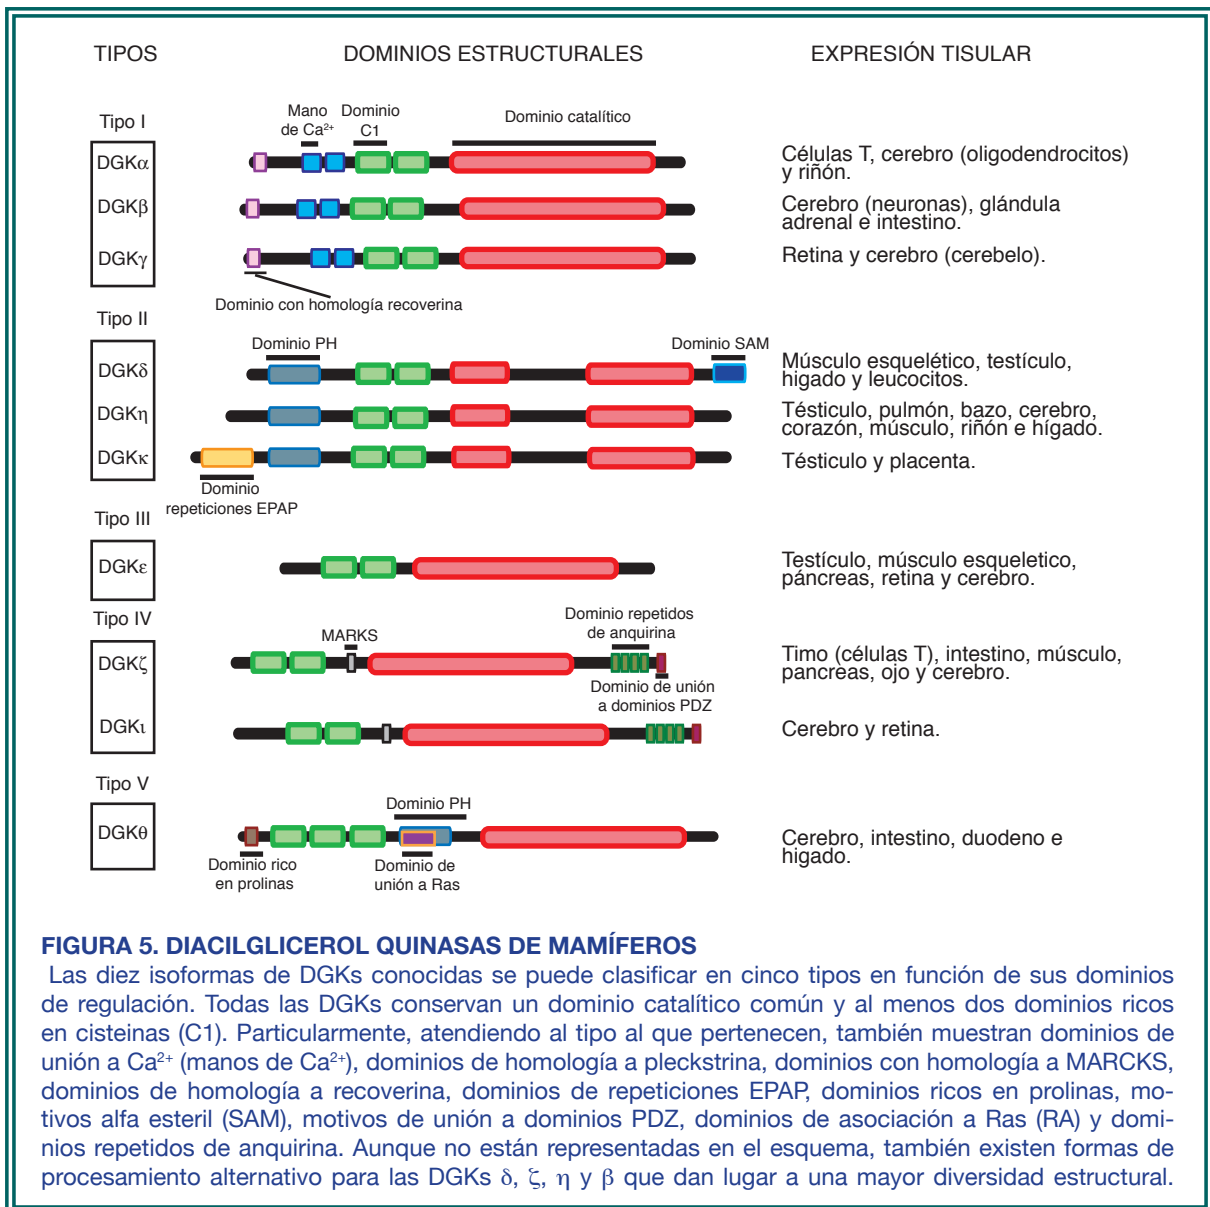 TIPOS
DOMINIOS ESTRUCTURALES
EXPRESIÓN TISULAR
Tipo I
Mano
de Ca²⁺
Dominio
C1
Dominio catalítico
DGKα
Células T, cerebro (oligodendrocitos)
y riñón.
DGKβ
Cerebro (neuronas), glándula
adrenal e intestino.
DGKγ
Retina y cerebro (cerebelo).
Dominio con homología recoverina
Tipo II
Dominio PH
Dominio SAM
DGKδ
Músculo esquelético, testículo,
higado y leucocitos.
DGKη
Tésticulo, pulmón, bazo, cerebro,
corazón, músculo, riñón e hígado.
DGKκ
Tésticulo y placenta.
Dominio
repeticiones EPAP
Tipo III
DGKε
Testículo, músculo esqueletico,
páncreas, retina y cerebro.
Tipo IV
MARKS
Dominio repetidos
de anquirina
DGKζ
Timo (células T), intestino, músculo,
pancreas, ojo y cerebro.
Dominio de unión
a dominios PDZ
DGKι
Cerebro y retina.
Tipo V
Dominio PH
DGKθ
Cerebro, intestino, duodeno e
higado.
Dominio rico
en prolinas
Dominio de
unión a Ras
FIGURA 5. DIACILGLICEROL QUINASAS DE MAMÍFEROS
Las diez isoformas de DGKs conocidas se puede clasificar en cinco tipos en función de sus dominios
de regulación. Todas las DGKs conservan un dominio catalítico común y al menos dos dominios ricos
en cisteinas (C1). Particularmente, atendiendo al tipo al que pertenecen, también muestran dominios de
unión a Ca²⁺ (manos de Ca²⁺), dominios de homología a pleckstrina, dominios con homología a MARCKS,
dominios de homología a recoverina, dominios de repeticiones EPAP, dominios ricos en prolinas, mo-
tivos alfa esteril (SAM), motivos de unión a dominios PDZ, dominios de asociación a Ras (RA) y domi-
nios repetidos de anquirina. Aunque no están representadas en el esquema, también existen formas de
procesamiento alternativo para las DGKs δ, ζ, η y β que dan lugar a una mayor diversidad estructural.